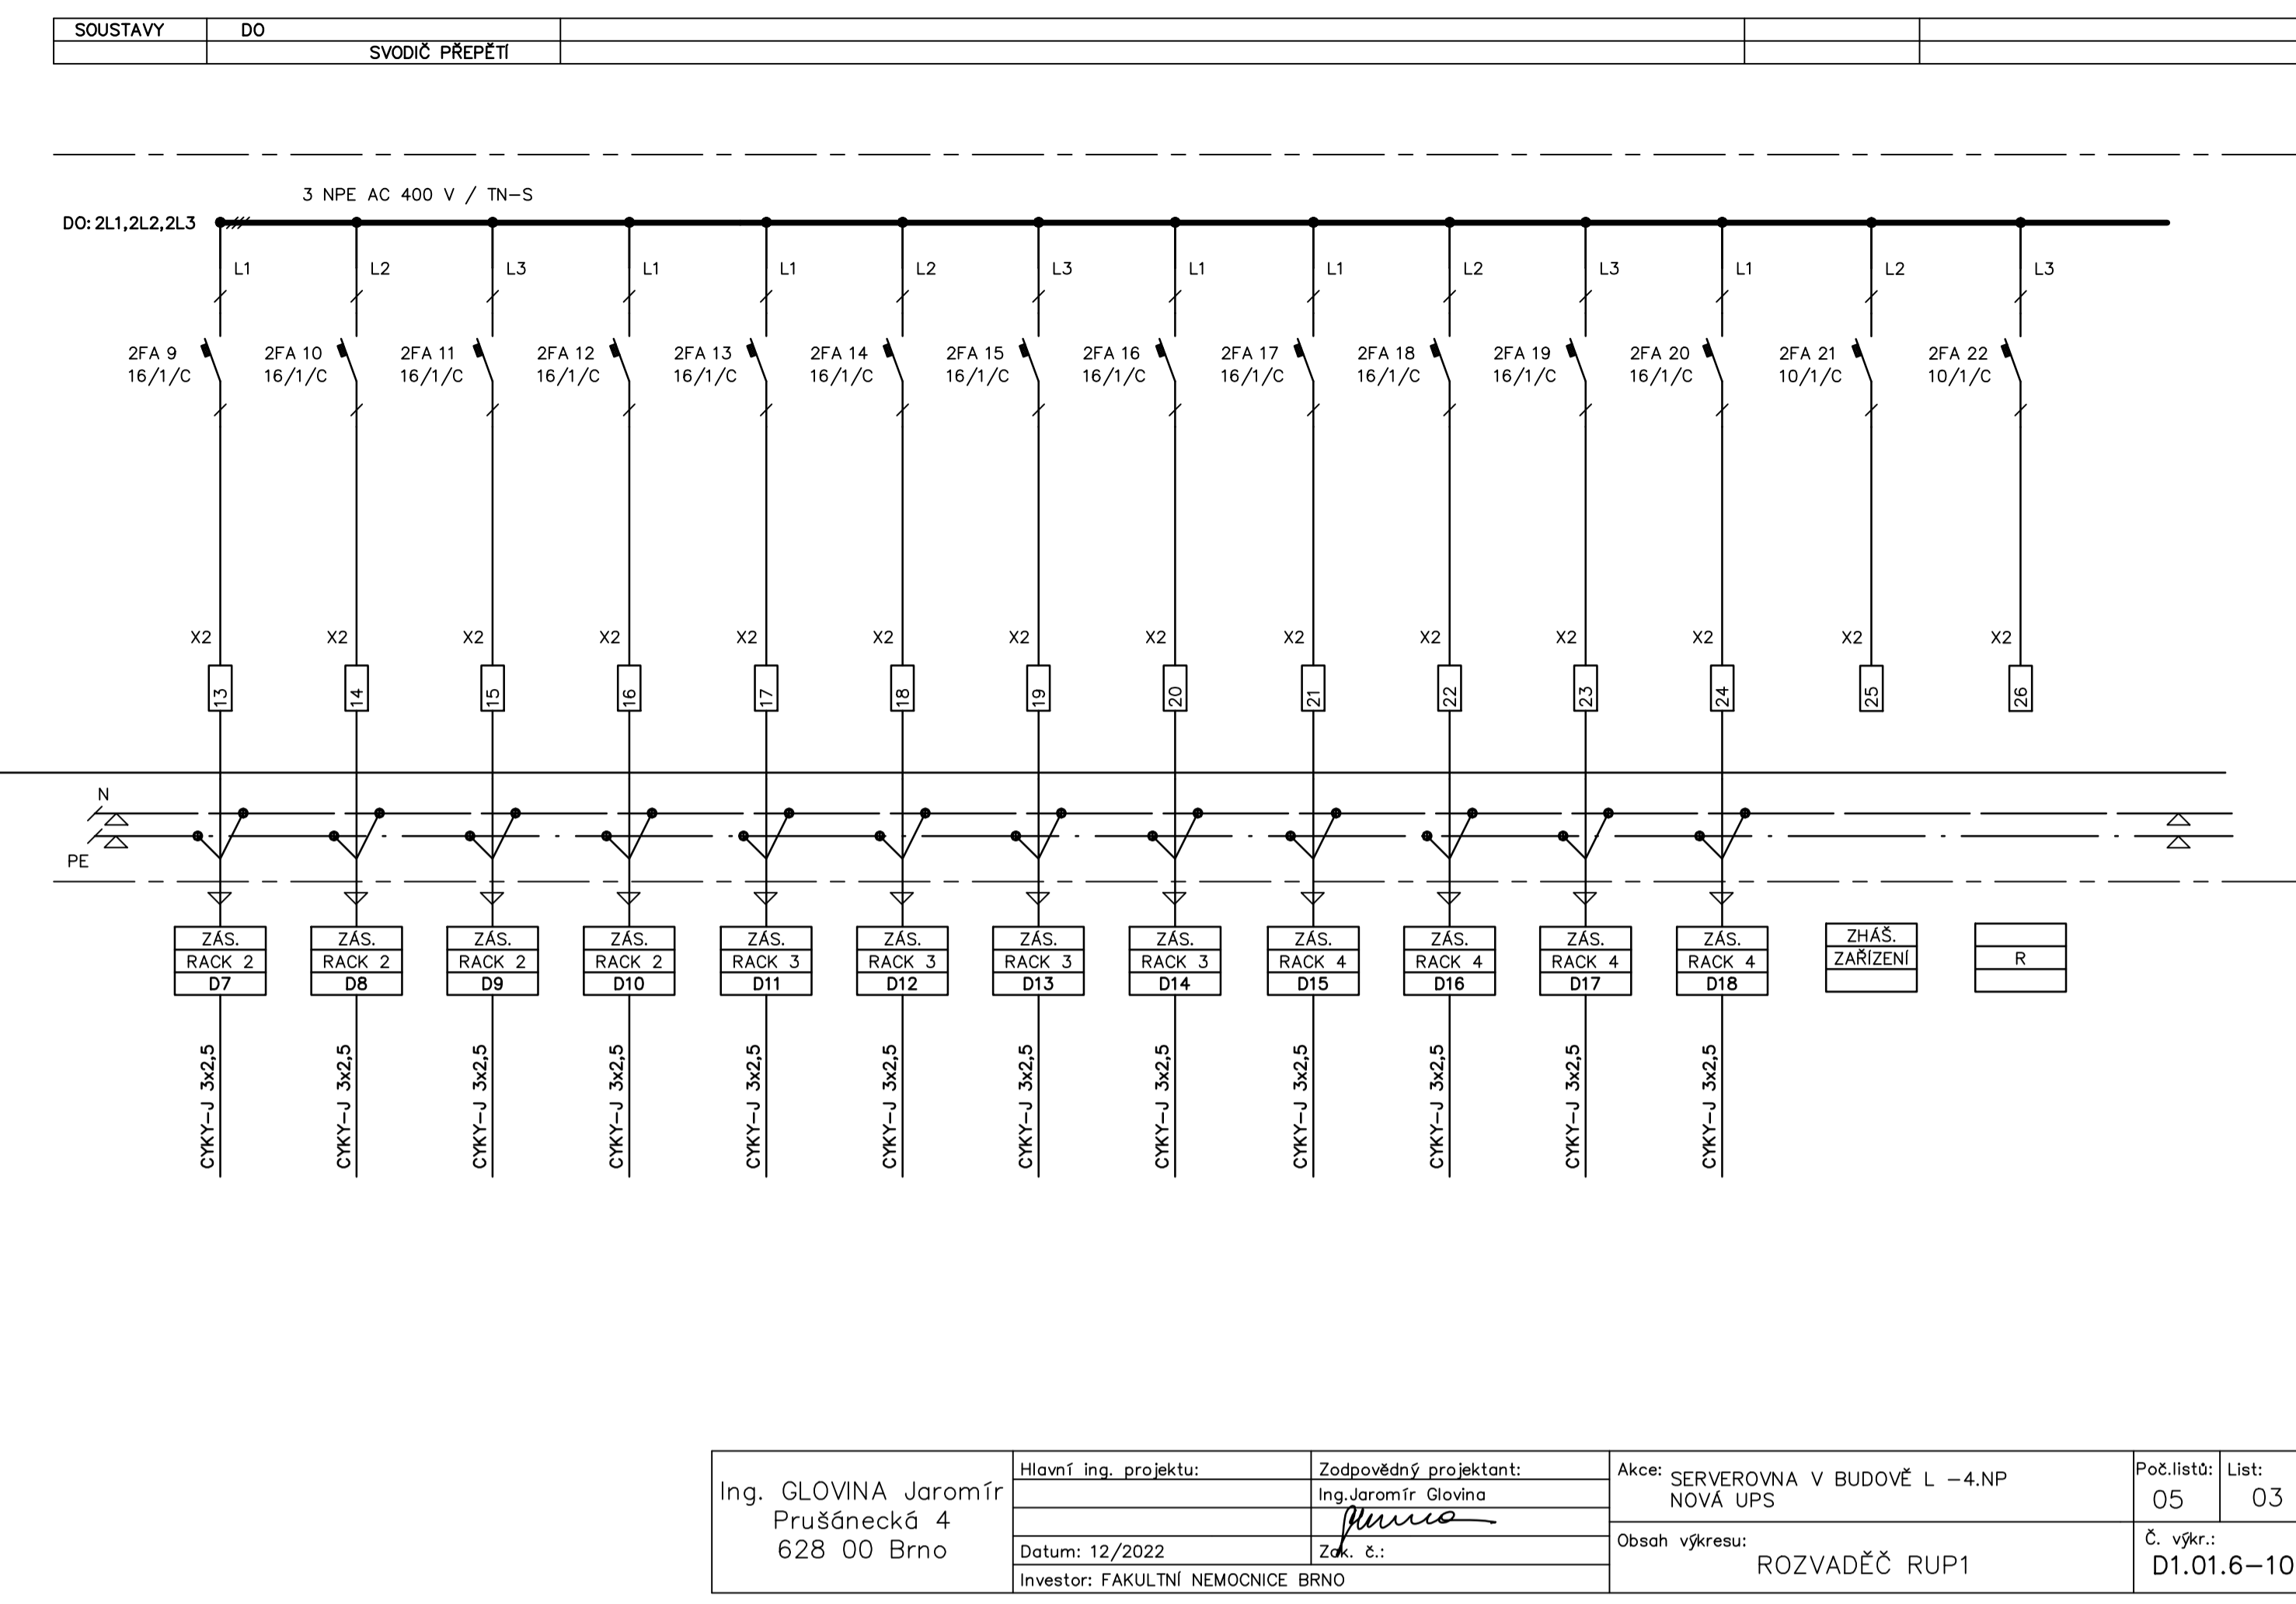 SOUSTAVY DO
SVODIČ PŘEPĚTÍ
3 NPE AC 400 V / TN-S
DO: 2L1,2L2,2L3
L1 L2 L3 L1 L1 L2 L3 L1 L1 L2 L3 L1 L2 L3
2FA 9 2FA 10 2FA 11 2FA 12 2FA 13 2FA 14 2FA 15 2FA 16 2FA 17 2FA 18 2FA 19 2FA 20 2FA 21 2FA 22
16/1/C 16/1/C 16/1/C 16/1/C 16/1/C 16/1/C 16/1/C 16/1/C 16/1/C 16/1/C 16/1/C 16/1/C 10/1/C 10/1/C
X2 X2 X2 X2 X2 X2 X2 X2 X2 X2 X2 X2 X2 X2
13 14 15 16 17 18 19 20 21 22 23 24 25 26
N
PE
ZÁS. ZÁS. ZÁS. ZÁS. ZÁS. ZÁS. ZÁS. ZÁS. ZÁS. ZÁS. ZÁS. ZÁS. ZHÁŠ.
RACK 2 RACK 2 RACK 2 RACK 2 RACK 3 RACK 3 RACK 3 RACK 3 RACK 4 RACK 4 RACK 4 RACK 4 ZAŘÍZENÍ R
D7 D8 D9 D10 D11 D12 D13 D14 D15 D16 D17 D18
CYKY-J 3x2,5 CYKY-J 3x2,5 CYKY-J 3x2,5 CYKY-J 3x2,5 CYKY-J 3x2,5 CYKY-J 3x2,5 CYKY-J 3x2,5 CYKY-J 3x2,5 CYKY-J 3x2,5 CYKY-J 3x2,5 CYKY-J 3x2,5 CYKY-J 3x2,5
Ing. GLOVINA Jaromír
Prušánecká 4
628 00 Brno
Hlavní ing. projektu:
Zodpovědný projektant:
Ing.Jaromír Glovina
Datum: 12/2022
Zak. č.:
Investor: FAKULTNÍ NEMOCNICE BRNO
Akce: SERVEROVNA V BUDOVĚ L -4.NP
NOVÁ UPS
Obsah výkresu:
ROZVADĚČ RUP1
Poč.listů: List:
05 03
Č. výkr.:
D1.01.6-10